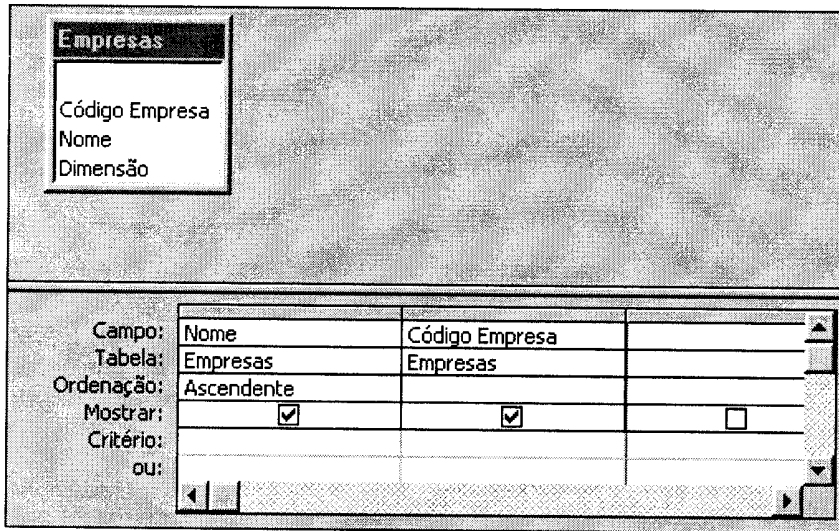 Empresas
Código Empresa
Nome
Dimensão
Campo: Nome Código Empresa
Tabela: Empresas Empresas
Ordenação: Ascendente
Mostrar:
Critério:
ou: